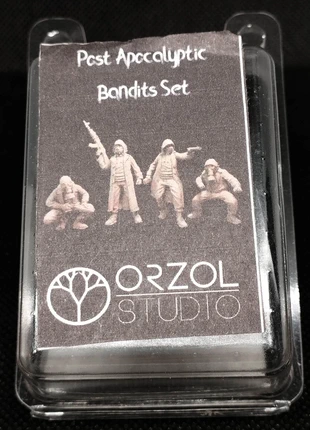 Post Apocalyptic
Bandits Set
ORZOL
STUDIO